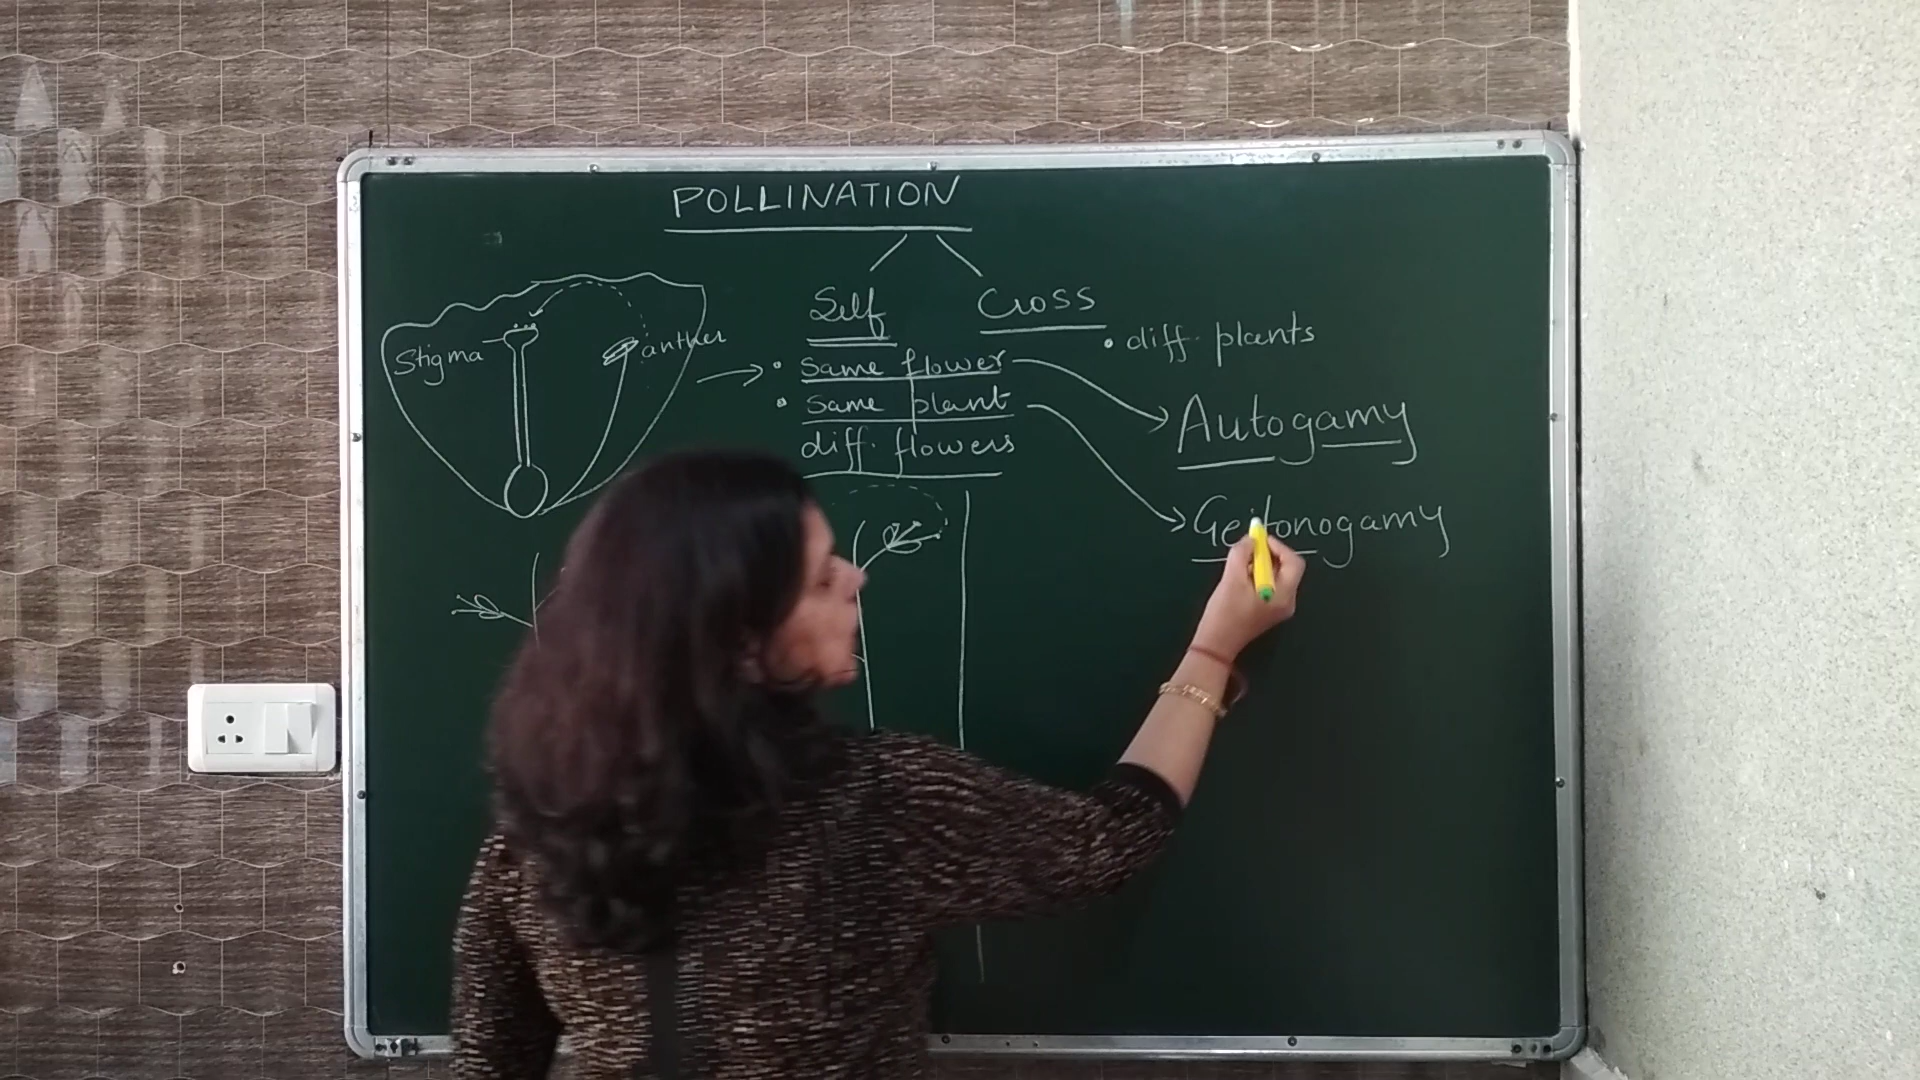 POLLINATION
Self
Cross
• diff. plants
Stigma
anther
• same flower
• same plant
diff. flowers
Autogamy
Geitonogamy